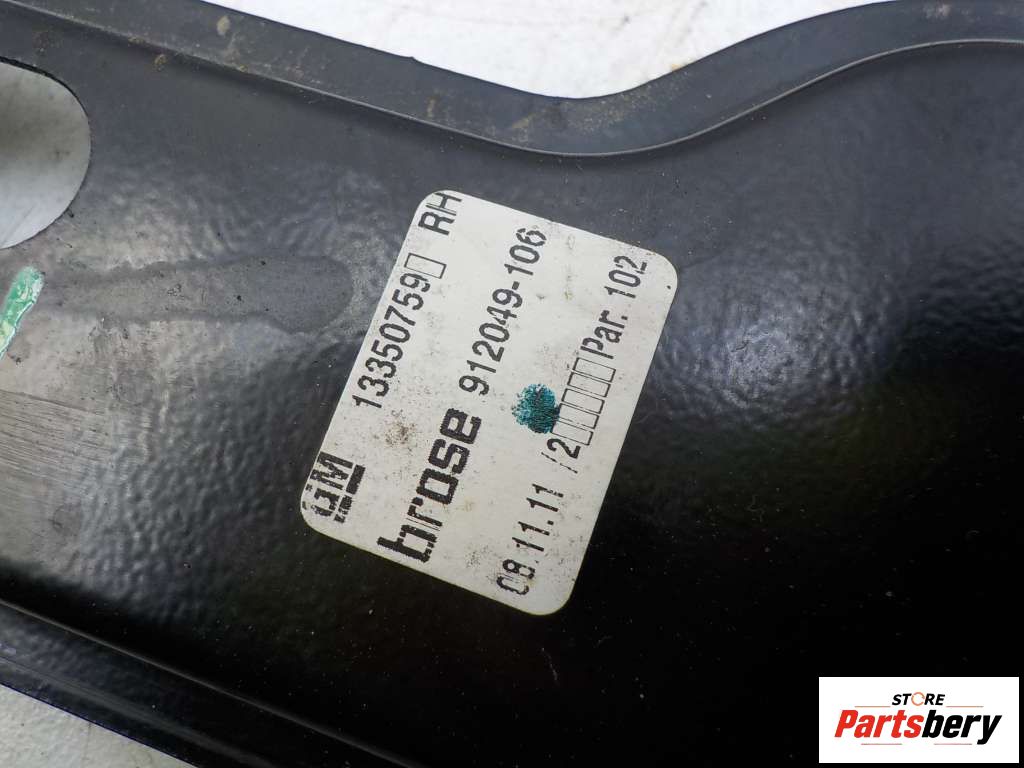 GM 13350759□ RH
brose 912049-106
08.11.11 /2□□□□□Par. 102
STORE
Partsbery